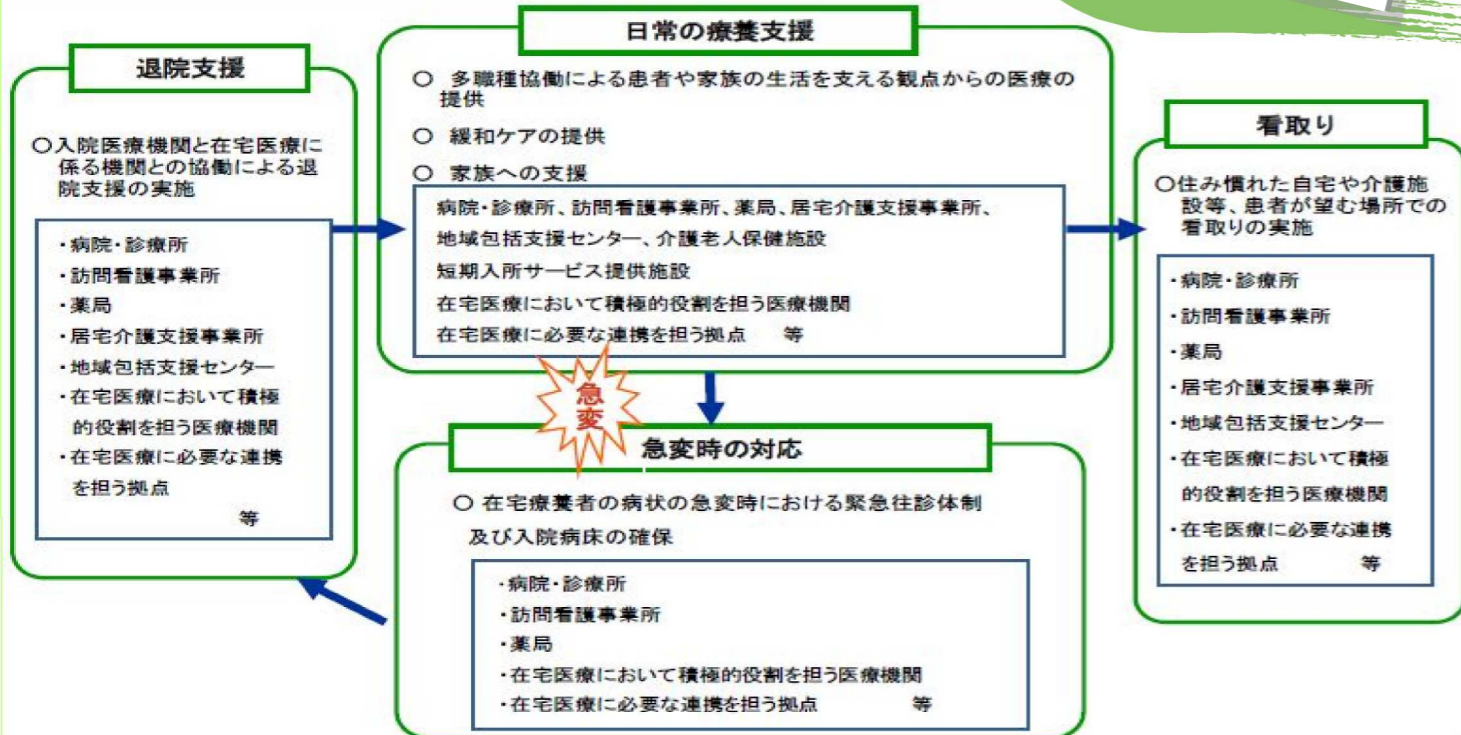 退院支援
○入院医療機関と在宅医療に
係る機関との協働による退
院支援の実施
・病院・診療所
・訪問看護事業所
・薬局
・居宅介護支援事業所
・地域包括支援センター
・在宅医療において積極
的役割を担う医療機関
・在宅医療に必要な連携
を担う拠点
等
日常の療養支援
○ 多職種協働による患者や家族の生活を支える観点からの医療の
提供
○ 緩和ケアの提供
○ 家族への支援
病院・診療所、訪問看護事業所、薬局、居宅介護支援事業所、
地域包括支援センター、介護老人保健施設
短期入所サービス提供施設
在宅医療において積極的役割を担う医療機関
在宅医療に必要な連携を担う拠点 等
急変
急変時の対応
○ 在宅療養者の病状の急変時における緊急往診体制
及び入院病床の確保
・病院・診療所
・訪問看護事業所
・薬局
・在宅医療において積極的役割を担う医療機関
・在宅医療に必要な連携を担う拠点 等
看取り
○住み慣れた自宅や介護施
設等、患者が望む場所での
看取りの実施
・病院・診療所
・訪問看護事業所
・薬局
・居宅介護支援事業所
・地域包括支援センター
・在宅医療において積極
的役割を担う医療機関
・在宅医療に必要な連携
を担う拠点 等